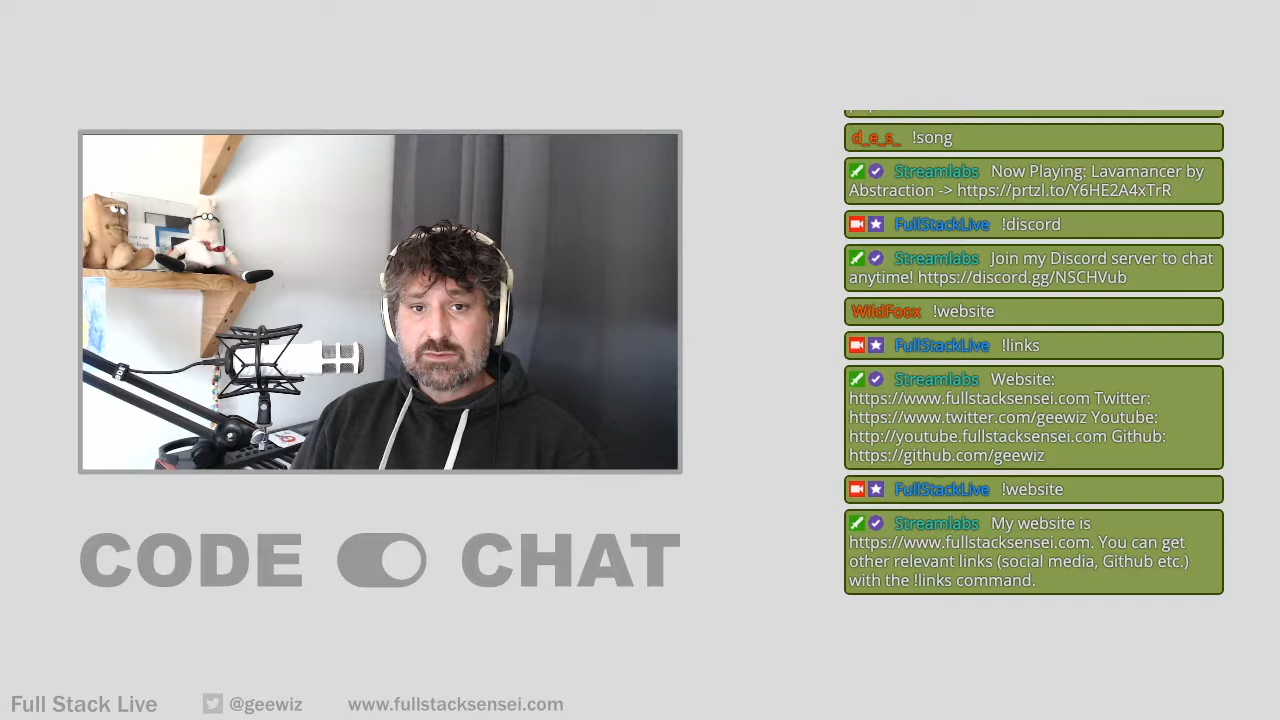 d_e_s_ !song
Streamlabs Now Playing: Lavamancer by
Abstraction -> https://prtzl.to/Y6HE2A4xTrR
FullStackLive !discord
Streamlabs Join my Discord server to chat
anytime! https://discord.gg/NSCHVub
WildFoox !website
FullStackLive !links
Streamlabs Website:
https://www.fullstacksensei.com Twitter:
https://www.twitter.com/geewiz Youtube:
http://youtube.fullstacksensei.com Github:
https://github.com/geewiz
FullStackLive !website
Streamlabs My website is
https://www.fullstacksensei.com. You can get
other relevant links (social media, Github etc.)
with the !links command.
CODE CHAT
Full Stack Live @geewiz www.fullstacksensei.com